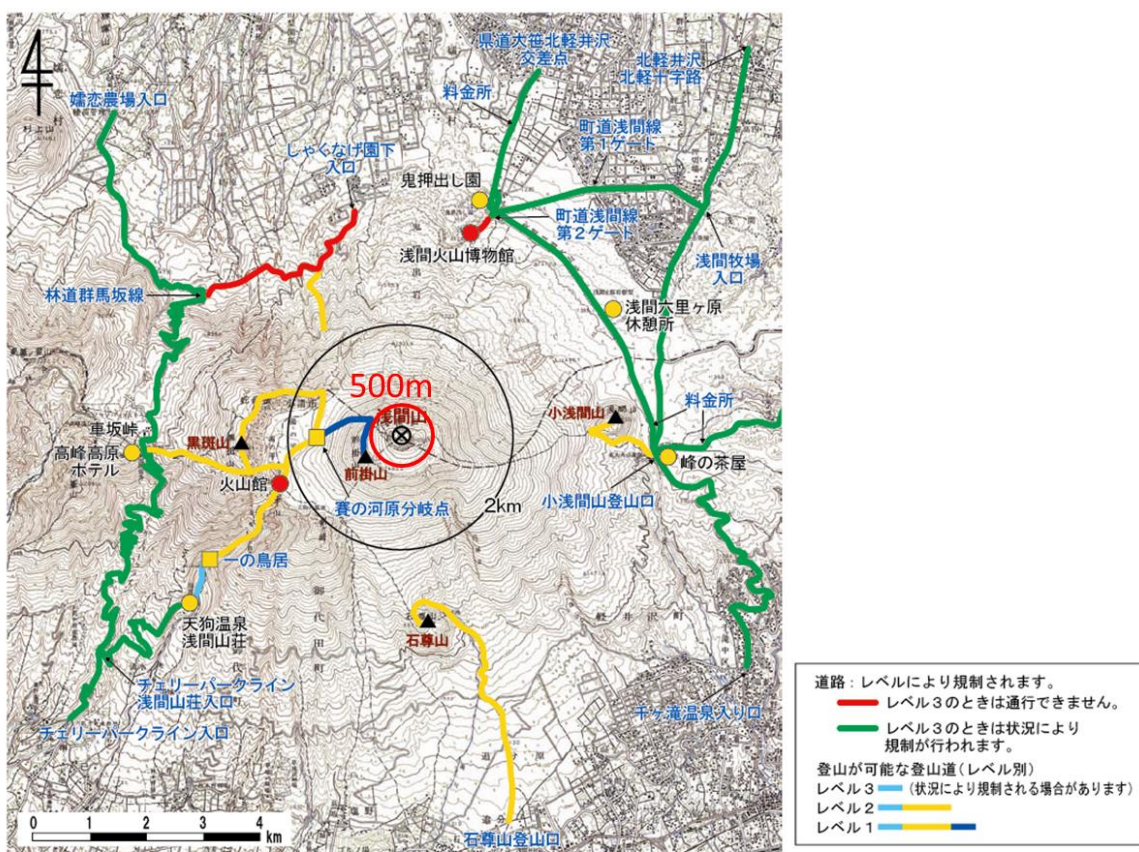 県道大笹北軽井沢
交差点
北軽井沢
北軽十字路
料金所
嬬恋農場入口
村上山
町道浅間線
第1ゲート
しゃくなげ園下
入口
鬼押出し園
町道浅間線
第2ゲート
浅間火山博物館
浅間牧場
入口
林道群馬坂線
浅間六里ヶ原
休憩所
500m
浅間山
小浅間山
料金所
車坂峠
黒斑山
高峰高原
ホテル
火山館
前掛山
峰の茶屋
賽の河原分岐点
2km
小浅間山登山口
一の鳥居
天狗温泉
浅間山荘
石尊山
軽井沢町
御代田町
チェリーパークライン
浅間山荘入口
チェリーパークライン入口
千ヶ滝温泉入り口
石尊山登山口
0 1 2 3 4
km
道路：レベルにより規制されます。
レベル３のときは通行できません。
レベル３のときは状況により
規制が行われます。
登山が可能な登山道（レベル別）
レベル３ （状況により規制される場合があります）
レベル２
レベル１